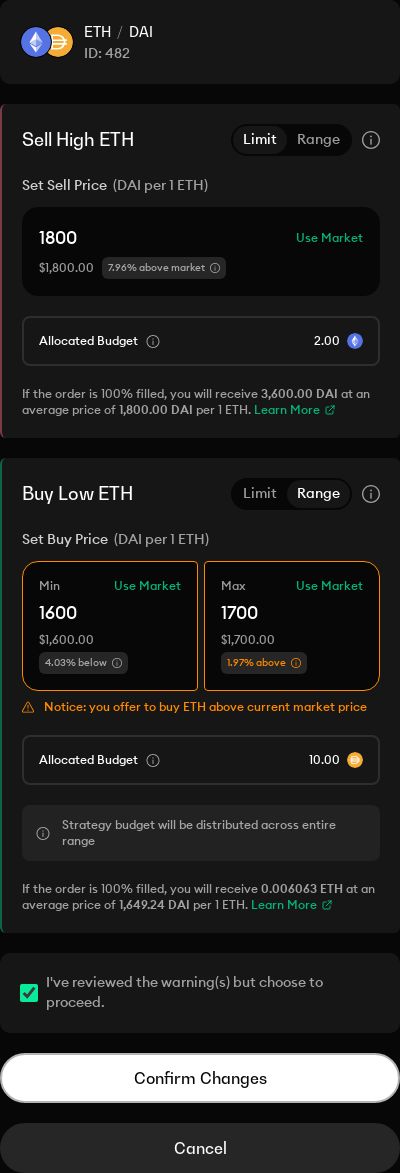 ETH / DAI
ID: 482
Sell High ETH
Limit Range
Set Sell Price (DAI per 1 ETH)
1800 Use Market
$1,800.00 7.96% above market
Allocated Budget 2.00
If the order is 100% filled, you will receive 3,600.00 DAI at an
average price of 1,800.00 DAI per 1 ETH. Learn More
Buy Low ETH
Limit Range
Set Buy Price (DAI per 1 ETH)
Min Use Market
1600
$1,600.00
4.03% below
Max Use Market
1700
$1,700.00
1.97% above
Notice: you offer to buy ETH above current market price
Allocated Budget 10.00
Strategy budget will be distributed across entire
range
If the order is 100% filled, you will receive 0.006063 ETH at an
average price of 1,649.24 DAI per 1 ETH. Learn More
I've reviewed the warning(s) but choose to
proceed.
Confirm Changes
Cancel